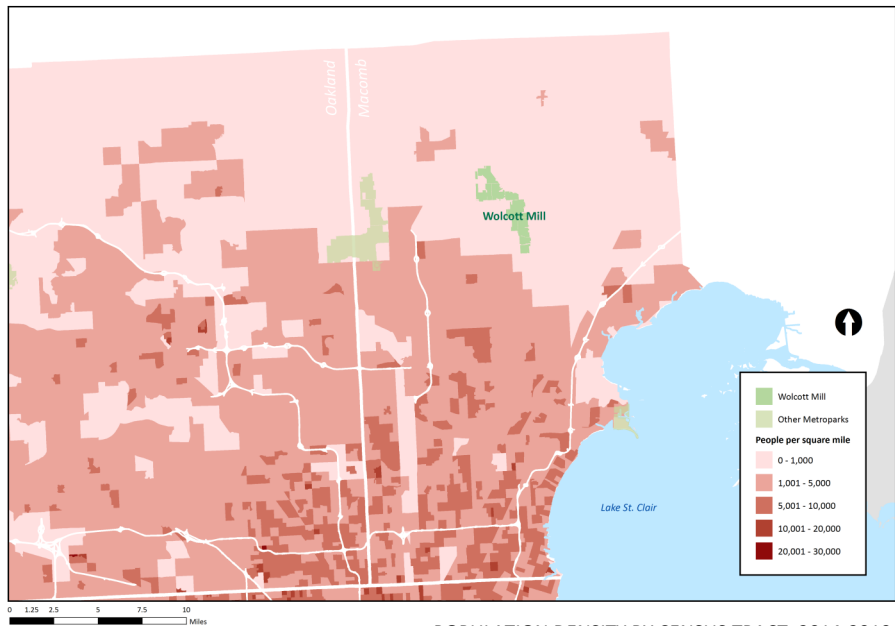 Oakland
Macomb
Wolcott Mill
Wolcott Mill
Other Metroparks
People per square mile
0 - 1,000
1,001 - 5,000
5,001 - 10,000
10,001 - 20,000
20,001 - 30,000
Lake St. Clair
0 1.25 2.5 5 7.5 10
Miles